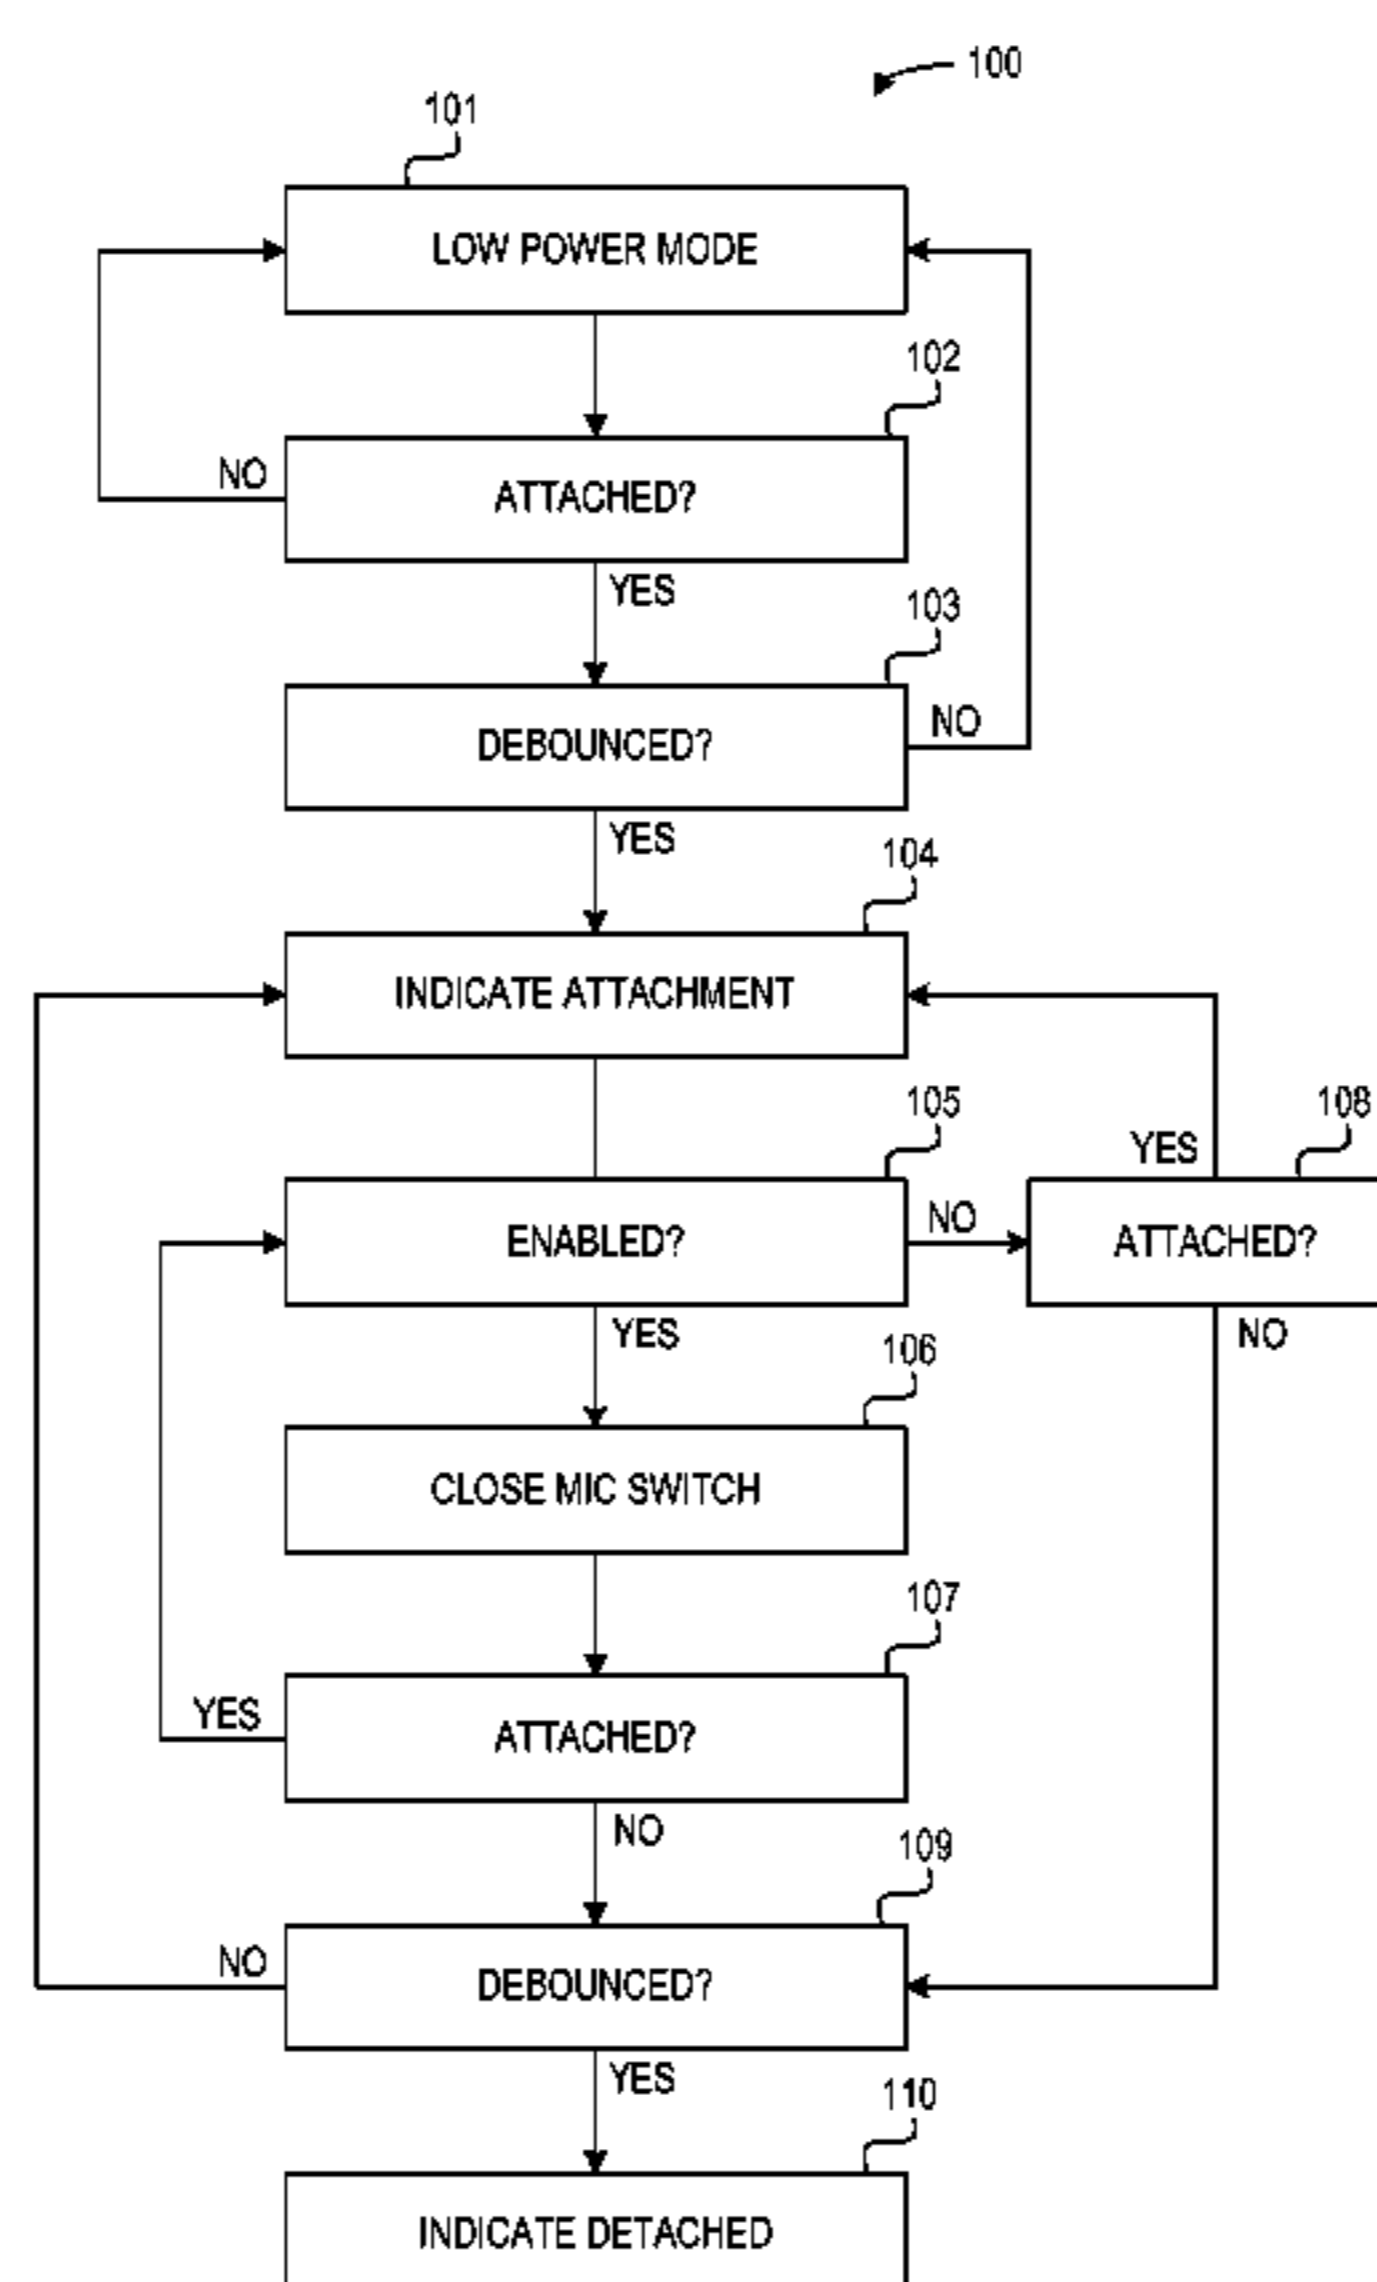 100
101
LOW POWER MODE
102
NO
ATTACHED?
YES
103
DEBOUNCED?
NO
YES
104
INDICATE ATTACHMENT
105
108
YES
ENABLED?
NO
ATTACHED?
YES
NO
106
CLOSE MIC SWITCH
107
YES
ATTACHED?
NO
109
NO
DEBOUNCED?
YES
110
INDICATE DETACHED